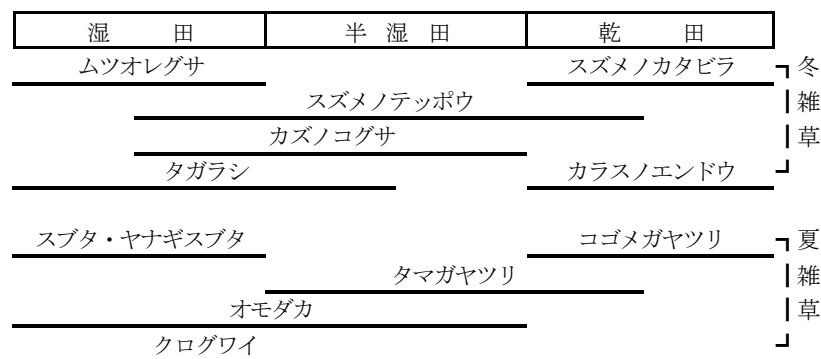 湿 田 半 湿 田 乾 田
ムツオレグサ スズメノカタビラ
スズメノテッポウ
カズノコグサ
タガラシ カラスノエンドウ
冬雑草
スブタ・ヤナギスブタ コゴメガヤツリ
タマガヤツリ
オモダカ
クログワイ
夏雑草